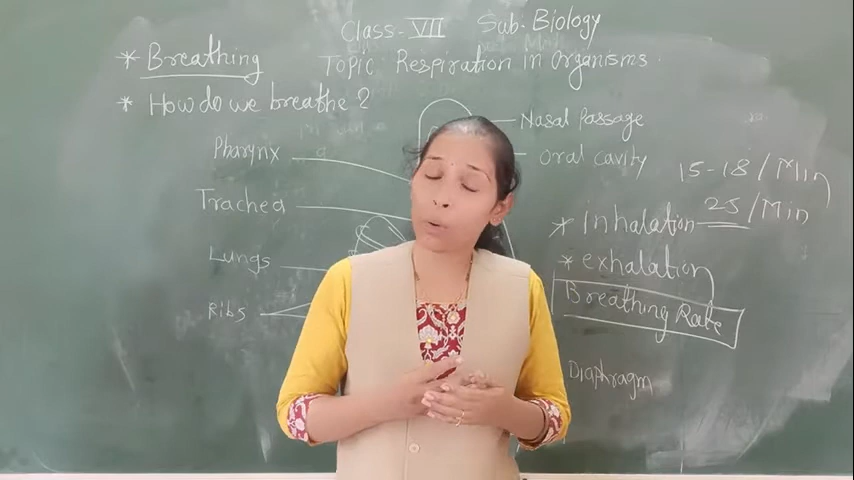 Class-VII Sub. Biology
* Breathing
Topic Respiration in Organisms.
* How do we breathe?
Nasal Passage
Pharynx
Oral cavity
15-18/Min
Trachea
25/Min
* Inhalation
Lungs
* exhalation
Breathing Rate
Ribs
Diaphragm